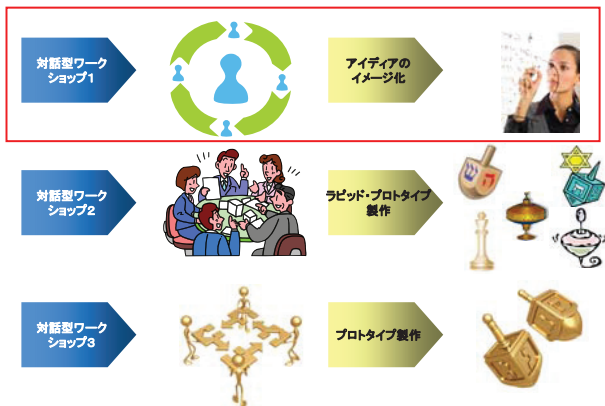 対話型ワーク
ショップ1
アイディアの
イメージ化
対話型ワーク
ショップ2
ラピッド・プロトタイプ
製作
対話型ワーク
ショップ3
プロトタイプ製作